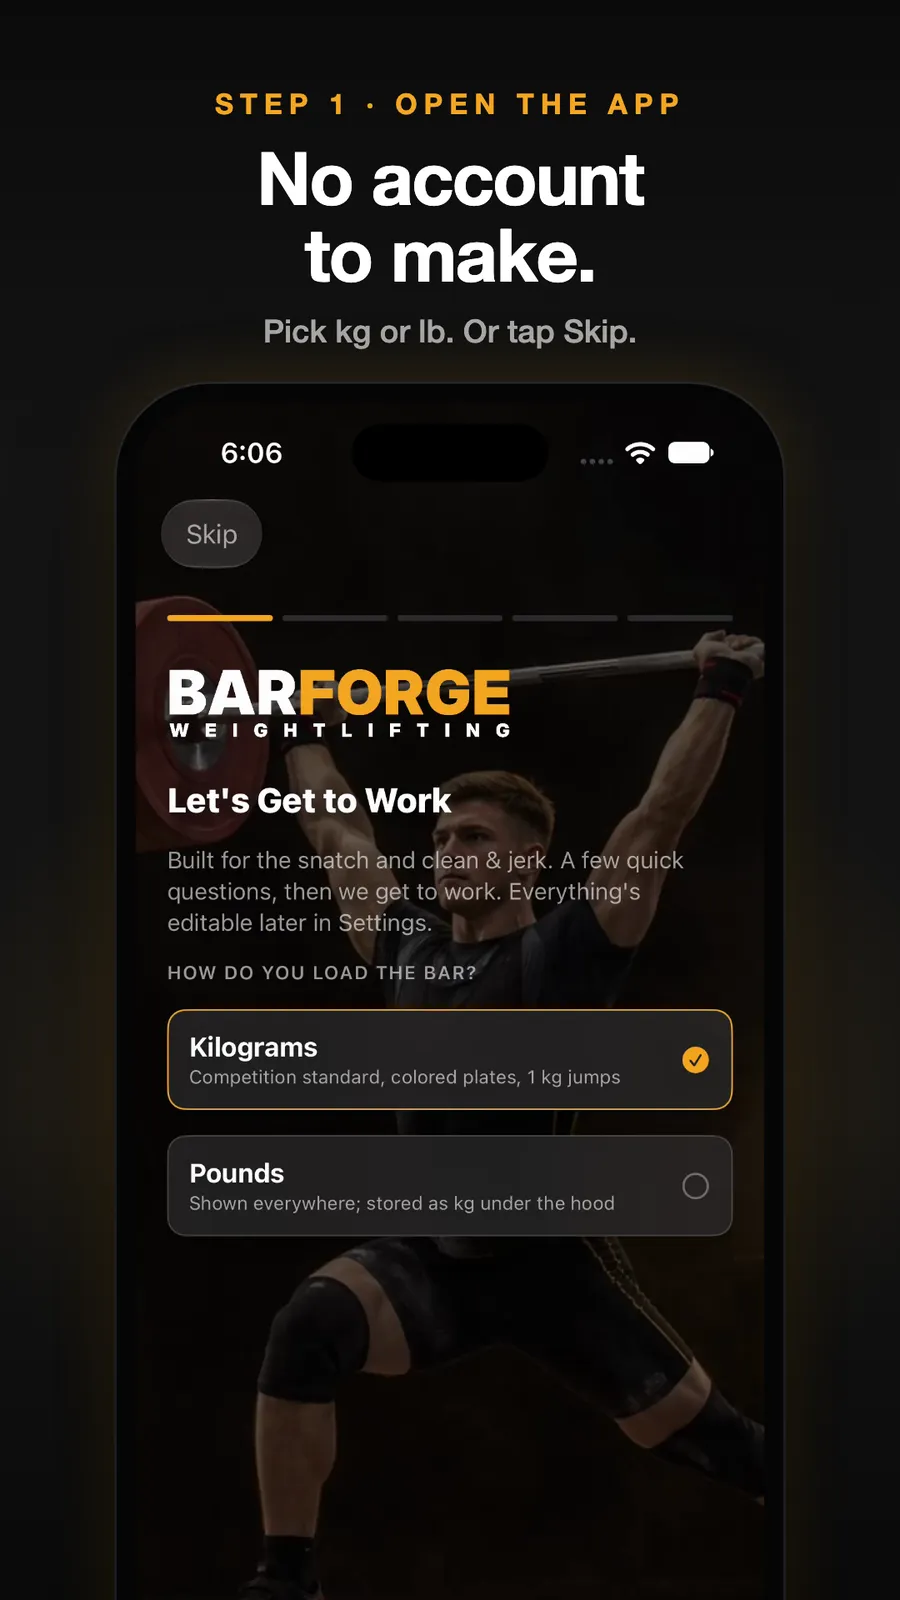 STEP 1 · OPEN THE APP
No account
to make.
Pick kg or lb. Or tap Skip.
6:06
Skip
BARFORGE
WEIGHTLIFTING
Let's Get to Work
Built for the snatch and clean & jerk. A few quick
questions, then we get to work. Everything's
editable later in Settings.
HOW DO YOU LOAD THE BAR?
Kilograms
Competition standard, colored plates, 1 kg jumps
Pounds
Shown everywhere; stored as kg under the hood